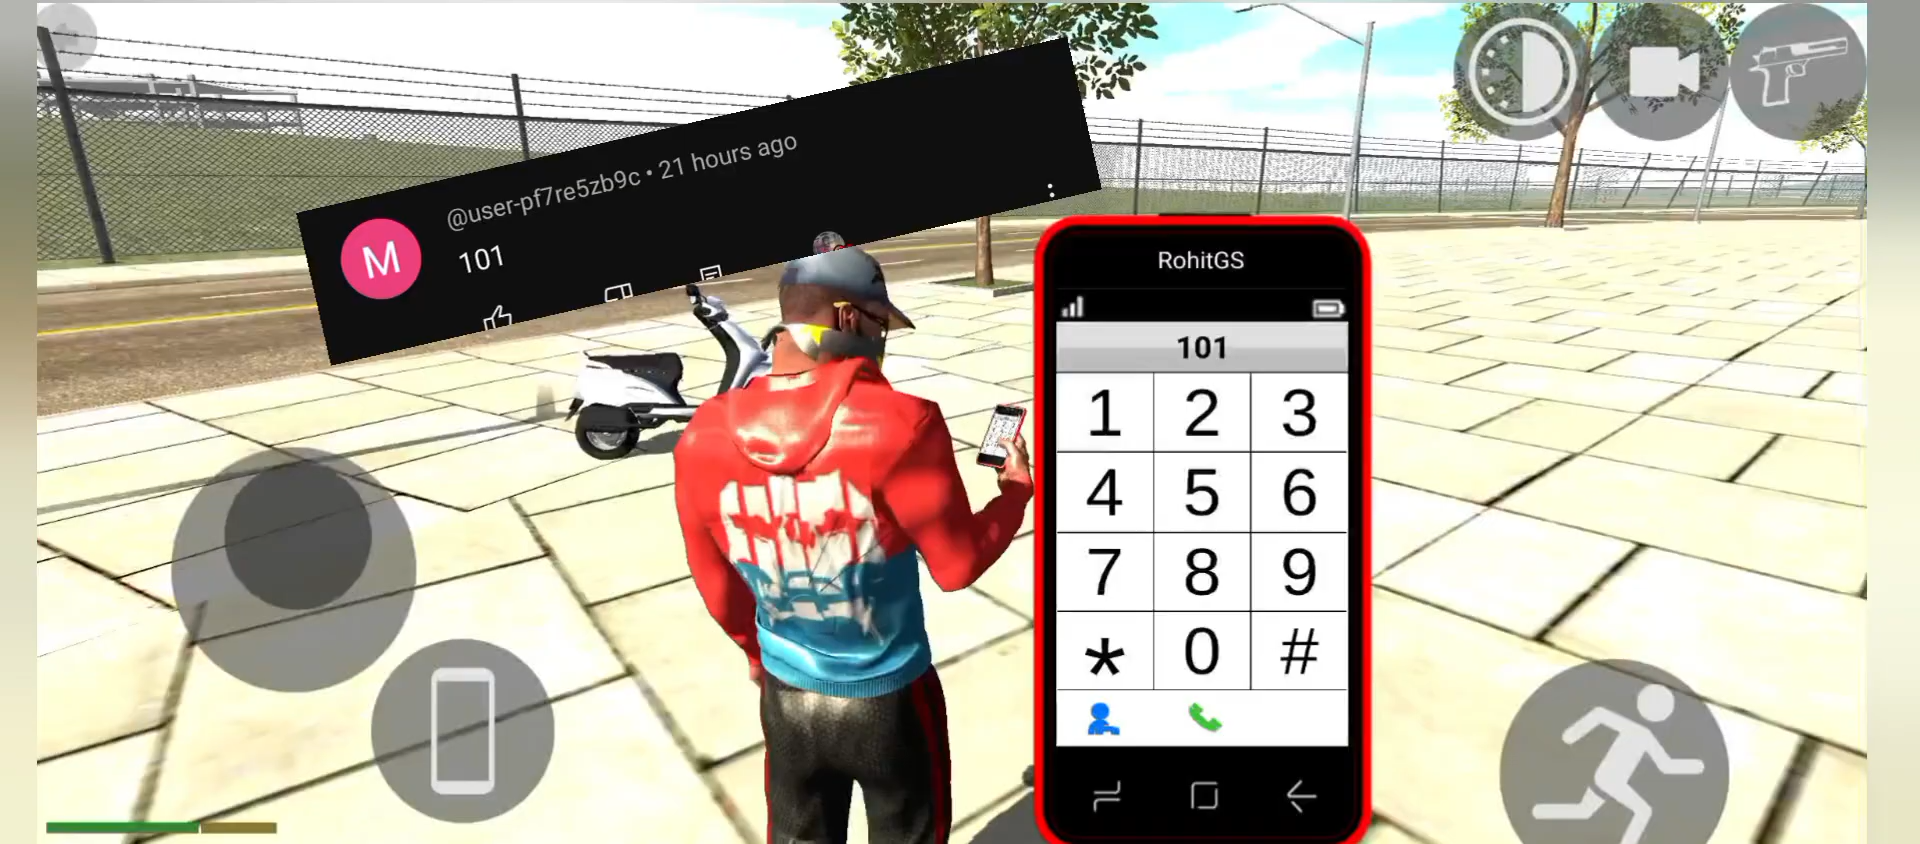 @user-pf7re5zb9c • 21 hours ago
M
101
RohitGS
101
1 2 3
4 5 6
7 8 9
* 0 #